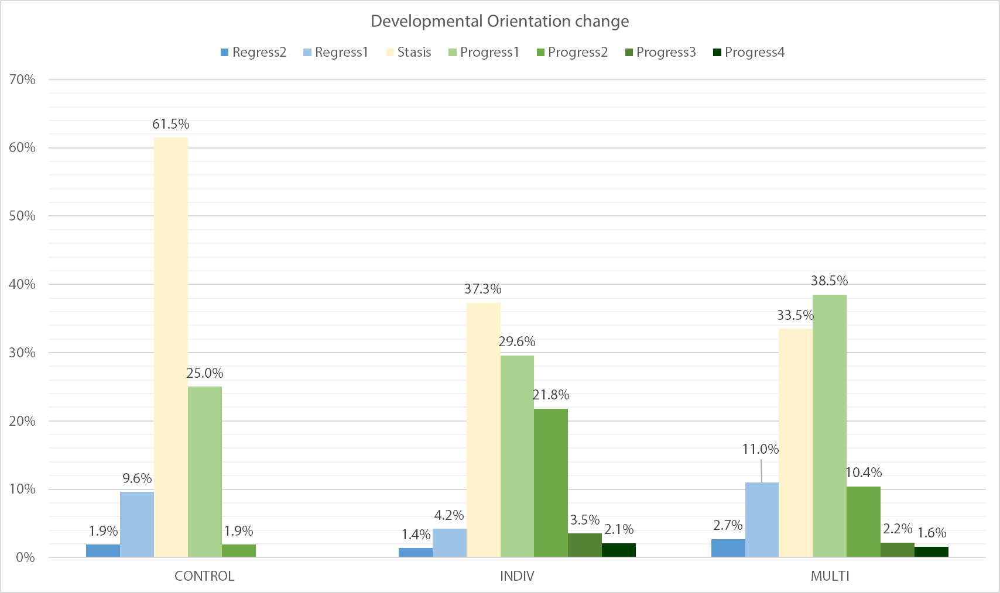 Developmental Orientation change
Regress2 Regress1 Stasis Progress1 Progress2 Progress3 Progress4
70%
60%
50%
40%
30%
20%
10%
0%
1.9% 9.6% 61.5% 25.0% 1.9%
1.4% 4.2% 37.3% 29.6% 21.8% 3.5% 2.1%
2.7% 11.0% 33.5% 38.5% 10.4% 2.2% 1.6%
CONTROL INDIV MULTI